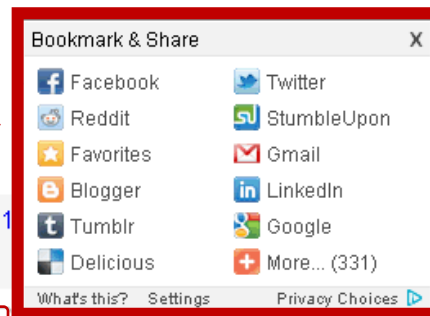 Bookmark & Share X
Facebook Twitter
Reddit StumbleUpon
Favorites Gmail
Blogger LinkedIn
1
Tumblr Google
Delicious More... (331)
What's this? Settings Privacy Choices